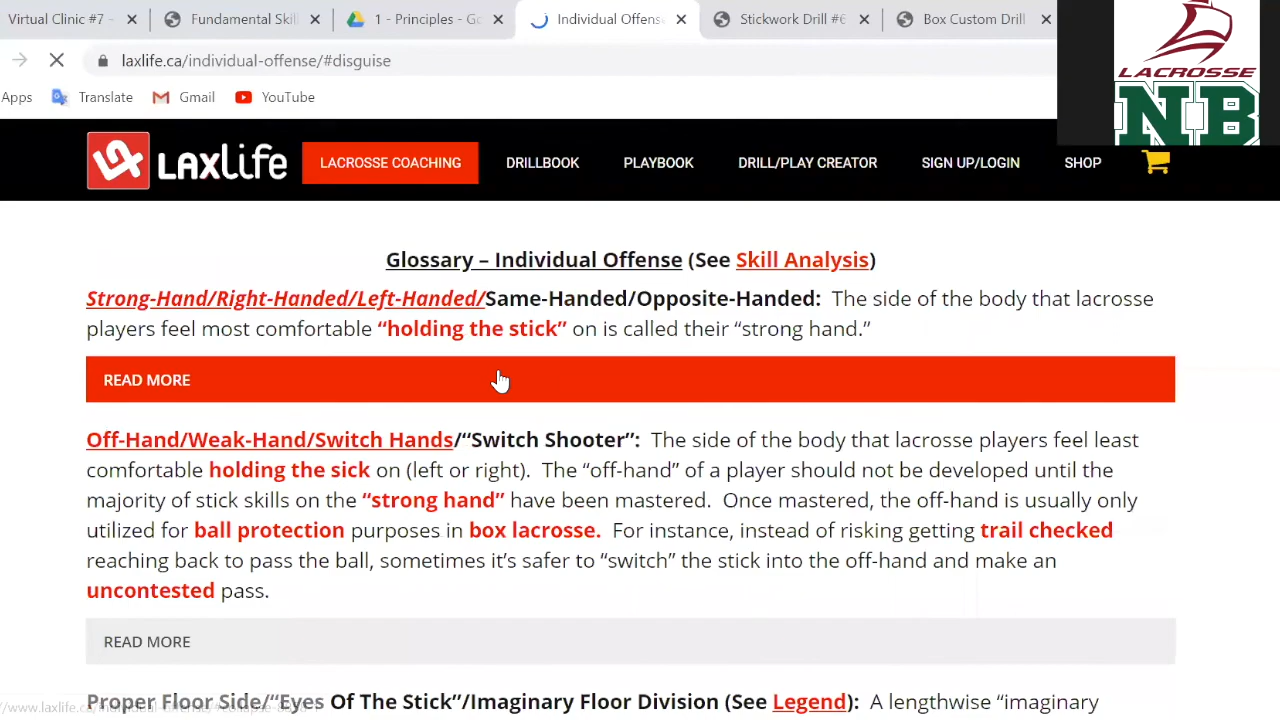 Virtual Clinic #7 –
Fundamental Skil
1 - Principles - Go
Individual Offens
Stickwork Drill #6
Box Custom Drill
laxlife.ca/individual-offense/#disguise
Apps
Translate
Gmail
YouTube
LACROSSE
NB
LAXLIFE
LACROSSE COACHING
DRILLBOOK
PLAYBOOK
DRILL/PLAY CREATOR
SIGN UP/LOGIN
SHOP
Glossary – Individual Offense (See Skill Analysis)
Strong-Hand/Right-Handed/Left-Handed/Same-Handed/Opposite-Handed: The side of the body that lacrosse
players feel most comfortable “holding the stick” on is called their “strong hand.”
READ MORE
Off-Hand/Weak-Hand/Switch Hands/“Switch Shooter”: The side of the body that lacrosse players feel least
comfortable holding the sick on (left or right). The “off-hand” of a player should not be developed until the
majority of stick skills on the “strong hand” have been mastered. Once mastered, the off-hand is usually only
utilized for ball protection purposes in box lacrosse. For instance, instead of risking getting trail checked
reaching back to pass the ball, sometimes it’s safer to “switch” the stick into the off-hand and make an
uncontested pass.
READ MORE
Proper Floor Side/“Eyes Of The Stick”/Imaginary Floor Division (See Legend): A lengthwise “imaginary